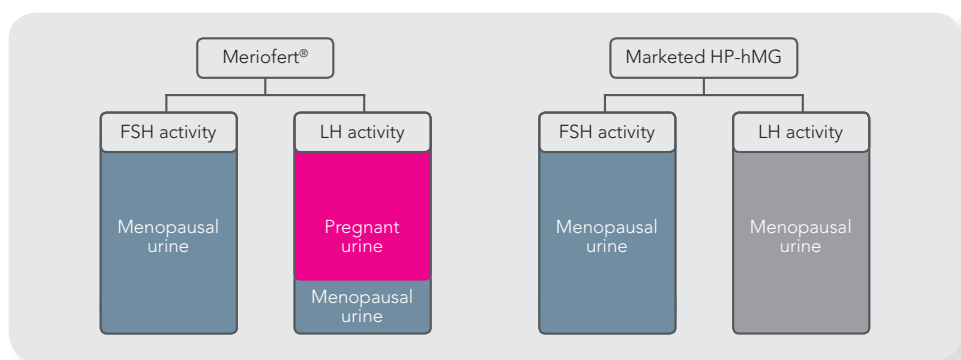 Meriofert®
Marketed HP-hMG
FSH activity
LH activity
FSH activity
LH activity
Menopausal
urine
Pregnant
urine
Menopausal
urine
Menopausal
urine
Menopausal
urine